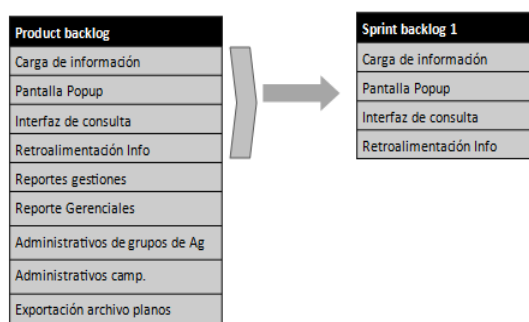 Product backlog
Carga de información
Pantalla Popup
Interfaz de consulta
Retroalimentación Info
Reportes gestiones
Reporte Gerenciales
Administrativos de grupos de Ag
Administrativos camp.
Exportación archivo planos
Sprint backlog 1
Carga de información
Pantalla Popup
Interfaz de consulta
Retroalimentación Info